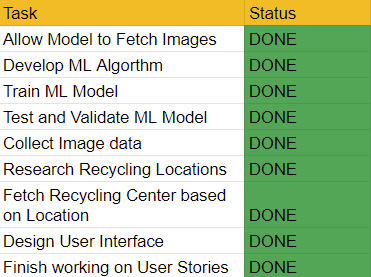 Task Status
Allow Model to Fetch Images DONE
Develop ML Algorthm DONE
Train ML Model DONE
Test and Validate ML Model DONE
Collect Image data DONE
Research Recycling Locations DONE
Fetch Recycling Center based
on Location DONE
Design User Interface DONE
Finish working on User Stories DONE